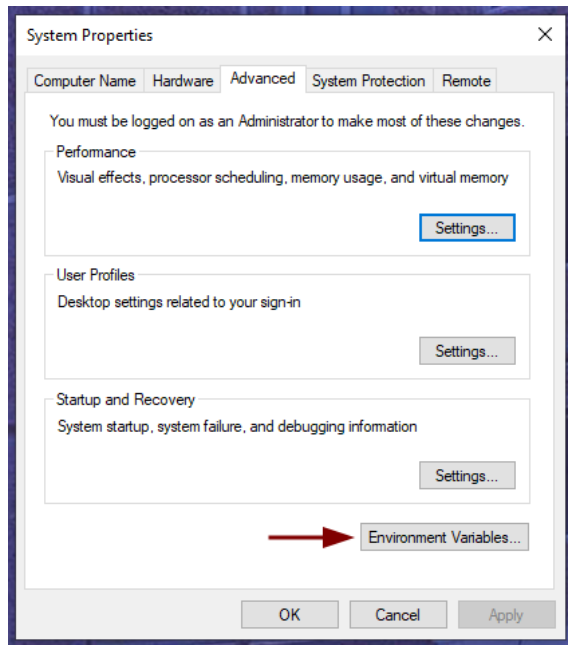 System Properties
Computer Name Hardware Advanced System Protection Remote
You must be logged on as an Administrator to make most of these changes.
Performance
Visual effects, processor scheduling, memory usage, and virtual memory
Settings...
User Profiles
Desktop settings related to your sign-in
Settings...
Startup and Recovery
System startup, system failure, and debugging information
Settings...
Environment Variables...
OK Cancel Apply